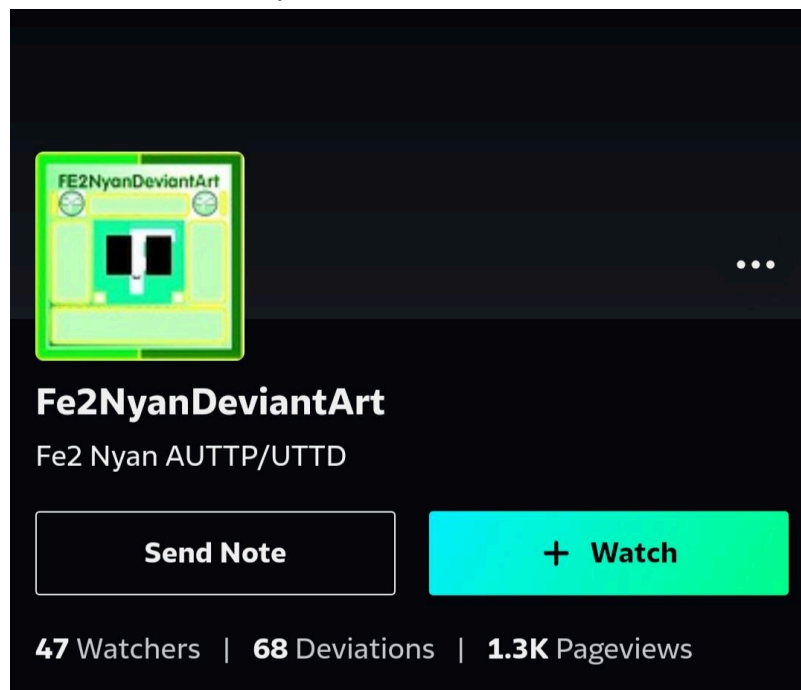 FE2NyanDeviantArt
Fe2NyanDeviantArt
Fe2 Nyan AUTTP/UTTD
Send Note
+ Watch
47 Watchers | 68 Deviations | 1.3K Pageviews